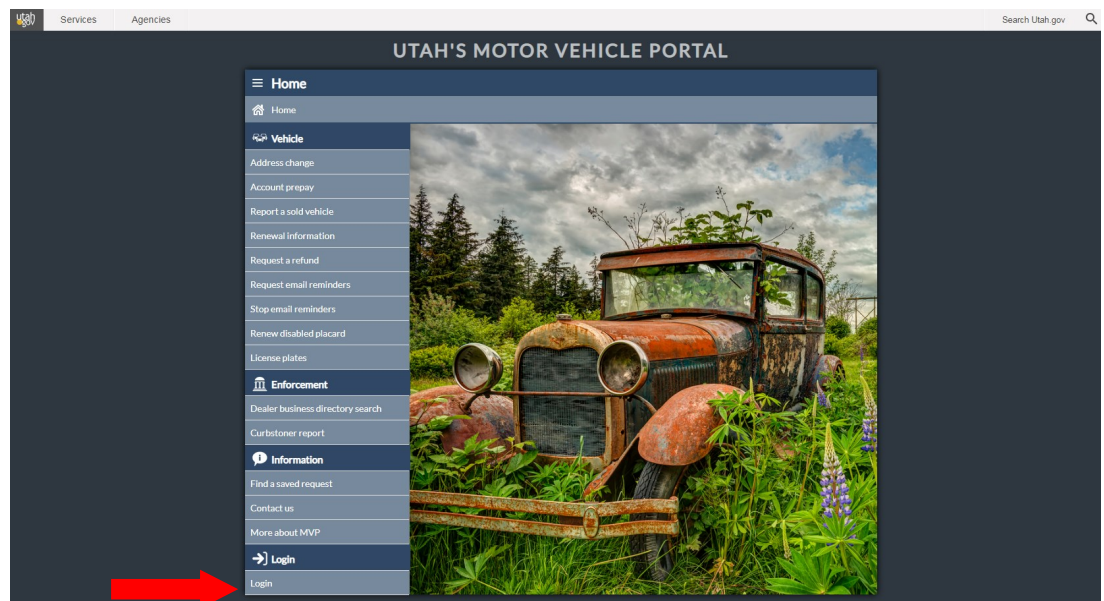 utah
gov
Services
Agencies
Search Utah.gov
UTAH'S MOTOR VEHICLE PORTAL
Home
Home
Vehicle
Address change
Account prepay
Report a sold vehicle
Renewal information
Request a refund
Request email reminders
Stop email reminders
Renew disabled placard
License plates
Enforcement
Dealer business directory search
Curbstoner report
Information
Find a saved request
Contact us
More about MVP
Login
Login